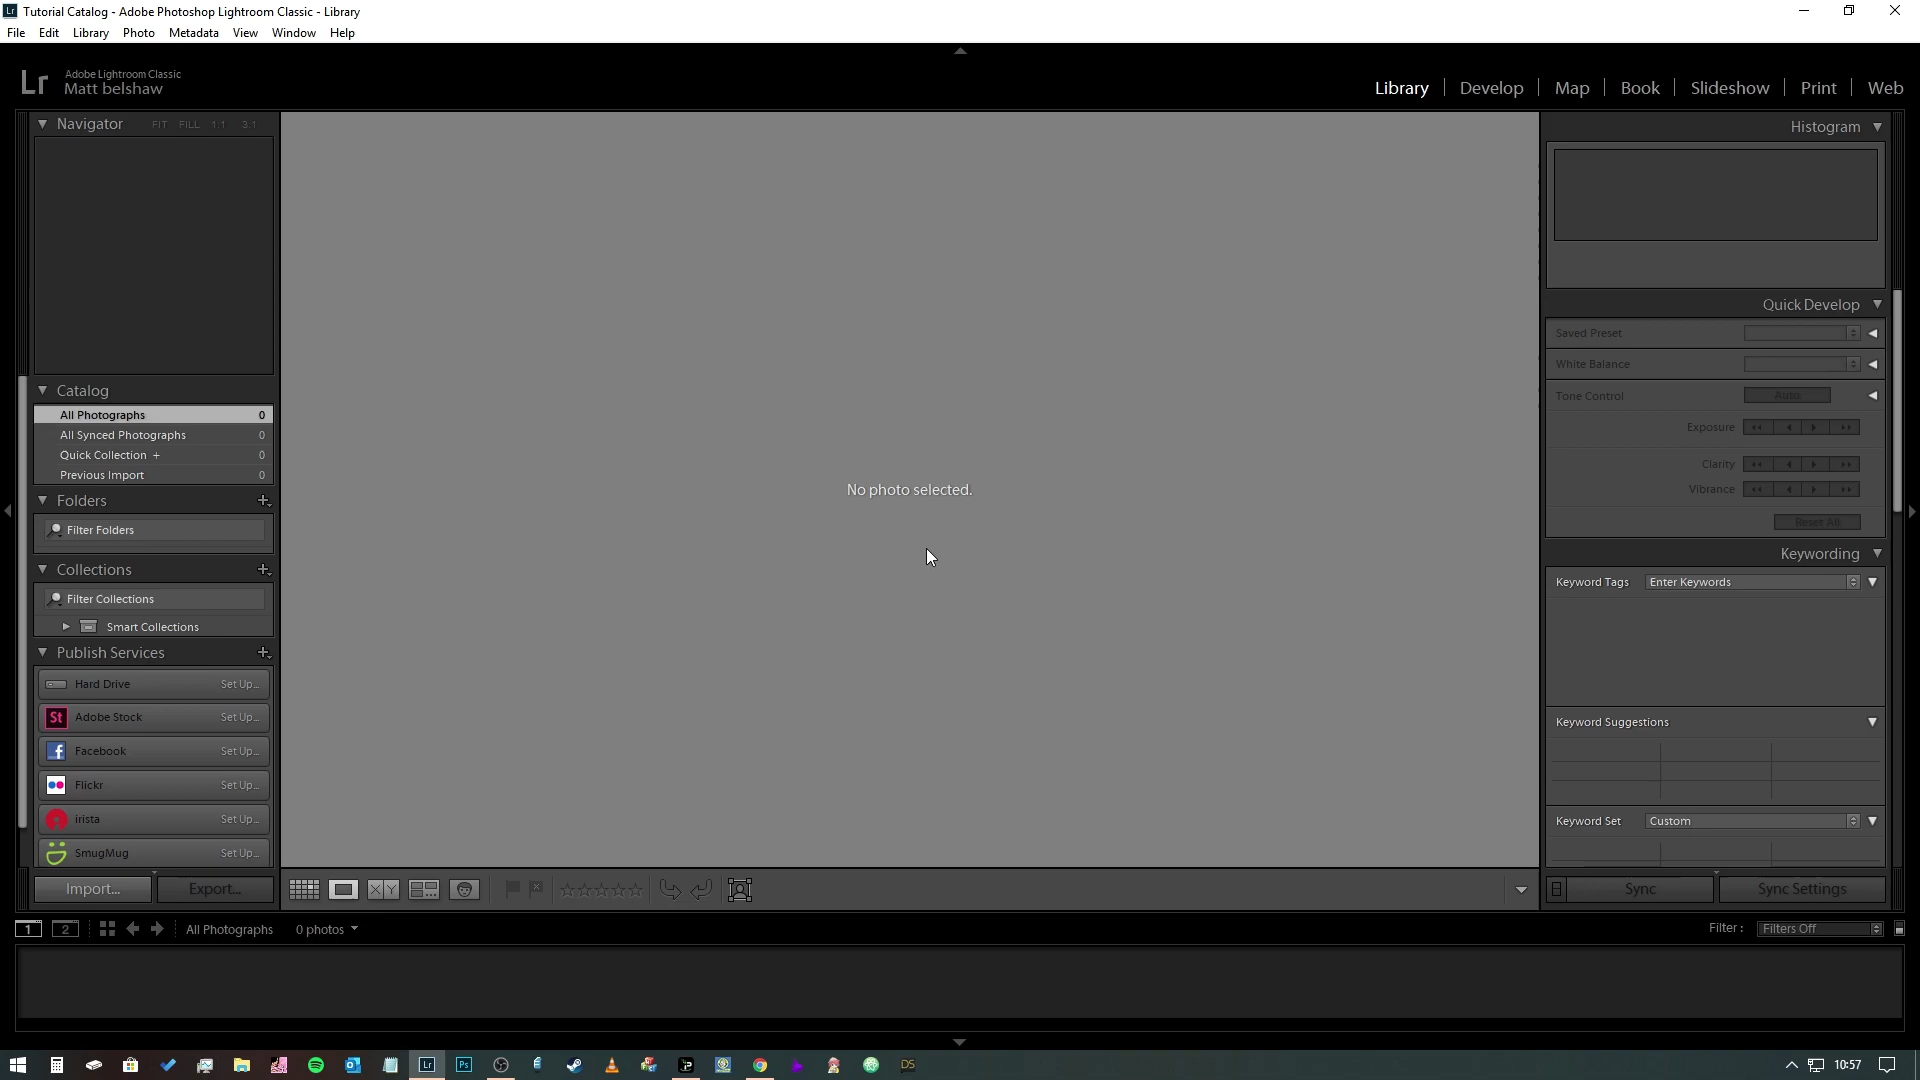 Tutorial Catalog - Adobe Photoshop Lightroom Classic - Library
File Edit Library Photo Metadata View Window Help
Lr Adobe Lightroom Classic
Matt belshaw
Library Develop Map Book Slideshow Print Web
Navigator FIT FILL 1:1 3:1
Catalog
All Photographs 0
All Synced Photographs 0
Quick Collection + 0
Previous Import 0
Folders
Filter Folders
Collections
Filter Collections
Smart Collections
Publish Services
Hard Drive Set Up...
St Adobe Stock Set Up...
Facebook Set Up...
Flickr Set Up...
irista Set Up...
SmugMug Set Up...
Import... Export...
No photo selected.
Histogram
Quick Develop
Saved Preset
White Balance
Tone Control Auto
Exposure
Clarity
Vibrance
Reset All
Keywording
Keyword Tags Enter Keywords
Keyword Suggestions
Keyword Set Custom
Sync Sync Settings
X Y
1 2 All Photographs 0 photos
Filter : Filters Off
Lr Ps DS 10:57